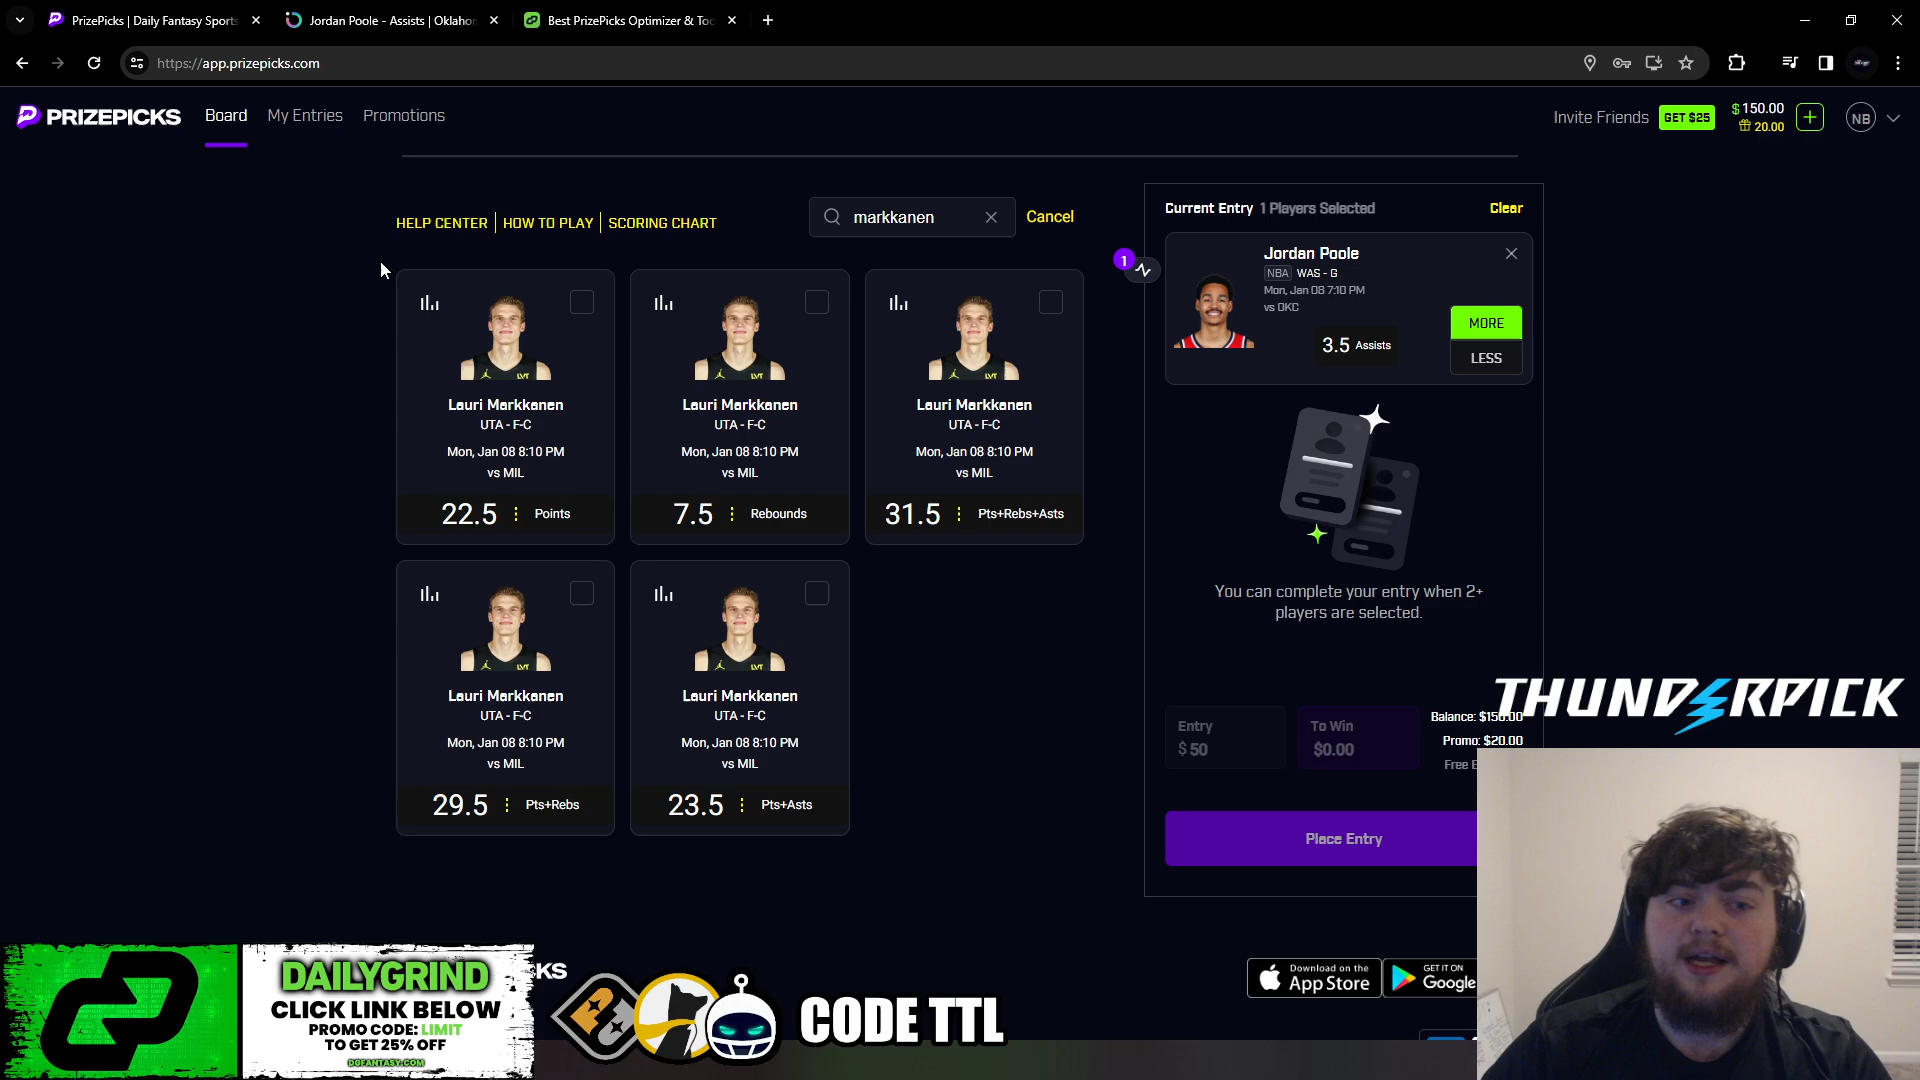 PrizePicks | Daily Fantasy Sports
Jordan Poole - Assists | Oklahon
Best PrizePicks Optimizer & Too
https://app.prizepicks.com
PRIZEPICKS
Board
My Entries
Promotions
Invite Friends
GET $25
$150.00
20.00
NB
HELP CENTER
HOW TO PLAY
SCORING CHART
markkanen
Cancel
Lauri Markkanen
UTA - F-C
Mon, Jan 08 8:10 PM
vs MIL
22.5 Points
Lauri Markkanen
UTA - F-C
Mon, Jan 08 8:10 PM
vs MIL
7.5 Rebounds
Lauri Markkanen
UTA - F-C
Mon, Jan 08 8:10 PM
vs MIL
31.5 Pts+Rebs+Asts
Lauri Markkanen
UTA - F-C
Mon, Jan 08 8:10 PM
vs MIL
29.5 Pts+Rebs
Lauri Markkanen
UTA - F-C
Mon, Jan 08 8:10 PM
vs MIL
23.5 Pts+Asts
Current Entry 1 Players Selected
Clear
1
Jordan Poole
NBA WAS - G
Mon, Jan 08 7:10 PM
vs OKC
3.5 Assists
MORE
LESS
You can complete your entry when 2+
players are selected.
Entry
$ 50
To Win
$0.00
Balance: $150.00
Promo: $20.00
Free E
Place Entry
THUNDERPICK
DAILYGRIND
CLICK LINK BELOW
PROMO CODE: LIMIT
TO GET 25% OFF
DGFANTASY.COM
KS
CODE TTL
Download on the
App Store
GET IT ON
Google